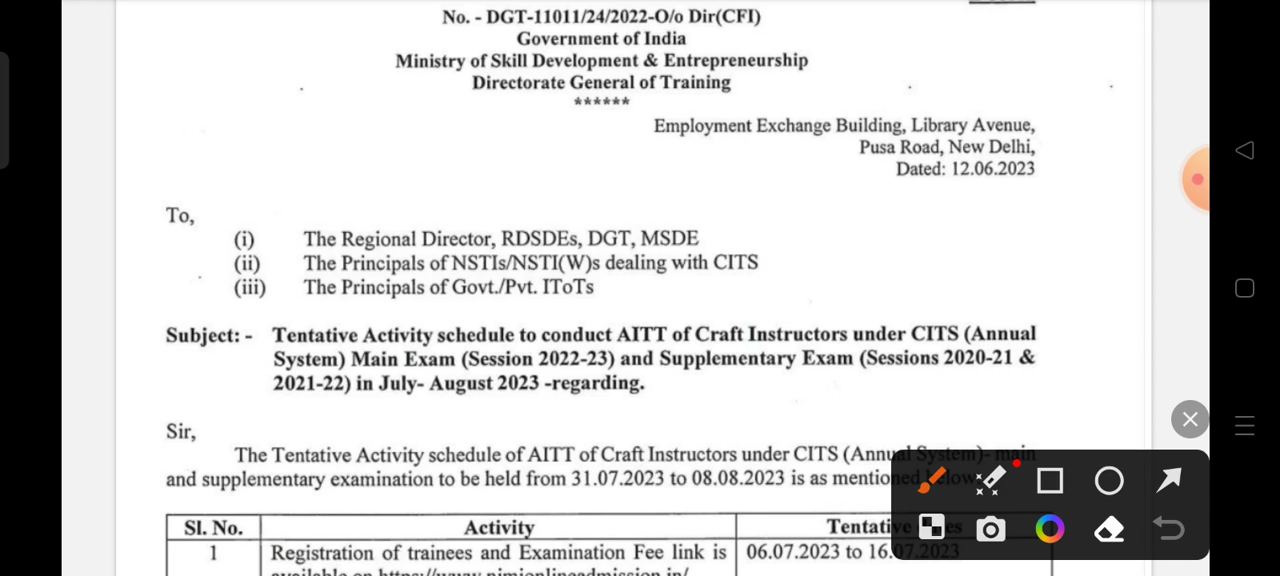 No. - DGT-11011/24/2022-O/o Dir(CFI)
Government of India
Ministry of Skill Development & Entrepreneurship
Directorate General of Training
******
Employment Exchange Building, Library Avenue,
Pusa Road, New Delhi,
Dated: 12.06.2023
To,
(i) The Regional Director, RDSDEs, DGT, MSDE
(ii) The Principals of NSTIs/NSTI(W)s dealing with CITS
(iii) The Principals of Govt./Pvt. IToTs
Subject: - Tentative Activity schedule to conduct AITT of Craft Instructors under CITS (Annual
System) Main Exam (Session 2022-23) and Supplementary Exam (Sessions 2020-21 &
2021-22) in July- August 2023 -regarding.
Sir,
The Tentative Activity schedule of AITT of Craft Instructors under CITS (Annual System)- main
and supplementary examination to be held from 31.07.2023 to 08.08.2023 is as mentioned below
Sl. No. Activity Tentative
1 Registration of trainees and Examination Fee link is 06.07.2023 to 16.07.2023
available on https://www.nimionlineadmission.in/